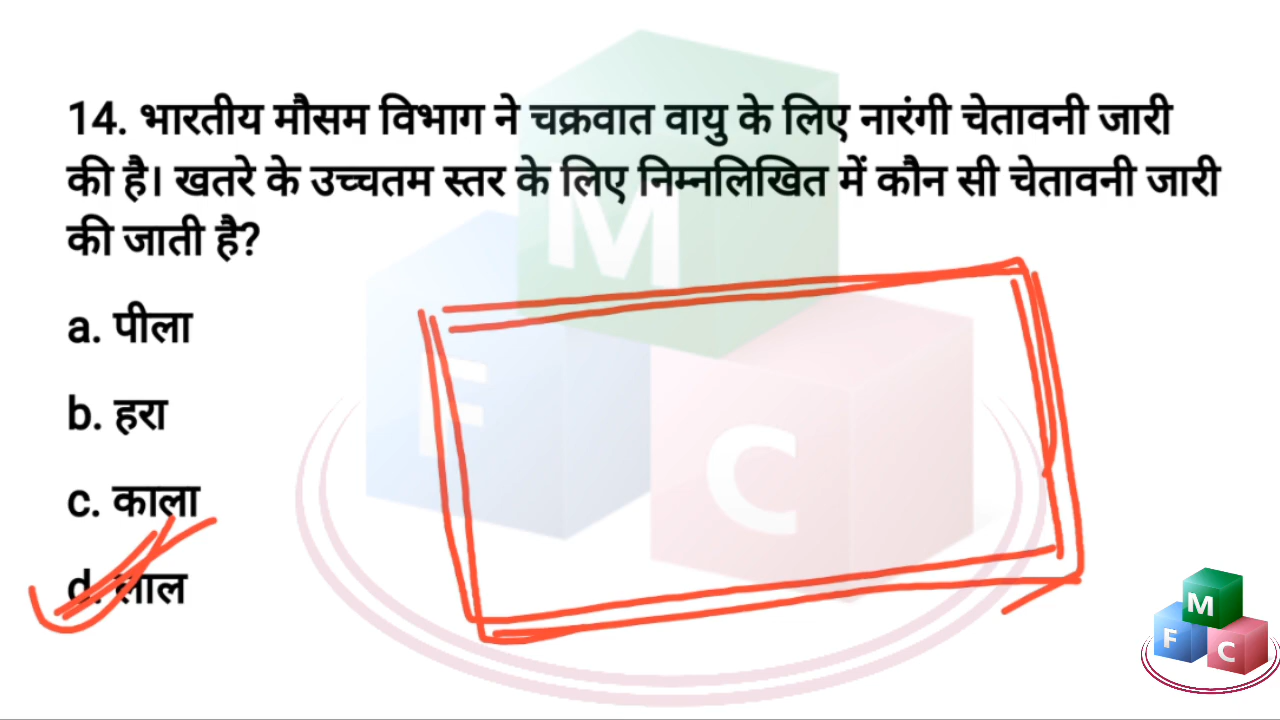 14. भारतीय मौसम विभाग ने चक्रवात वायु के लिए नारंगी चेतावनी जारी
की है। खतरे के उच्चतम स्तर के लिए निम्नलिखित में कौन सी चेतावनी जारी
की जाती है?
a. पीला
b. हरा
c. काला
d. लाल
M
F
C
M
F
C